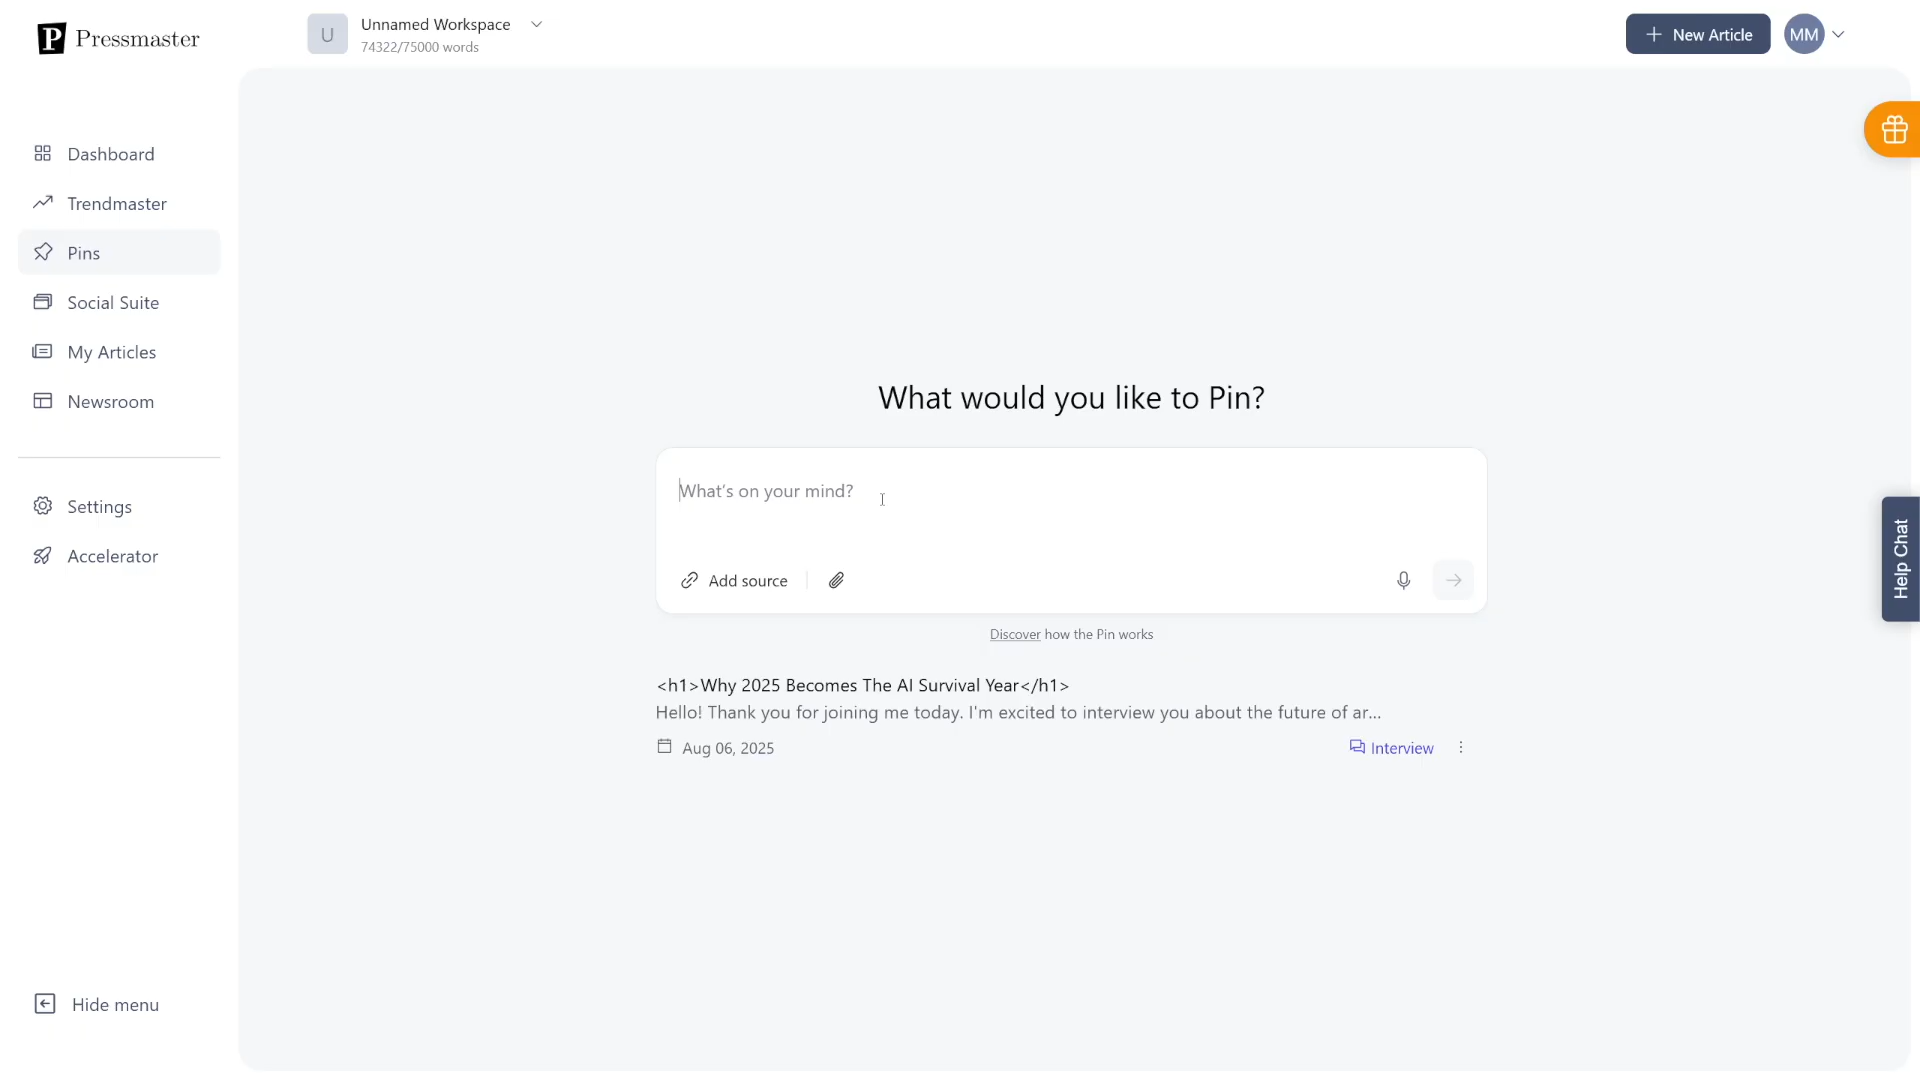 P Pressmaster
U
Unnamed Workspace
74322/75000 words
New Article
MM
Dashboard
Trendmaster
Pins
Social Suite
My Articles
Newsroom
Settings
Accelerator
Hide menu
What would you like to Pin?
What's on your mind?
Add source
Discover how the Pin works
<h1>Why 2025 Becomes The AI Survival Year</h1>
Hello! Thank you for joining me today. I'm excited to interview you about the future of ar...
Aug 06, 2025
Interview
Help Chat